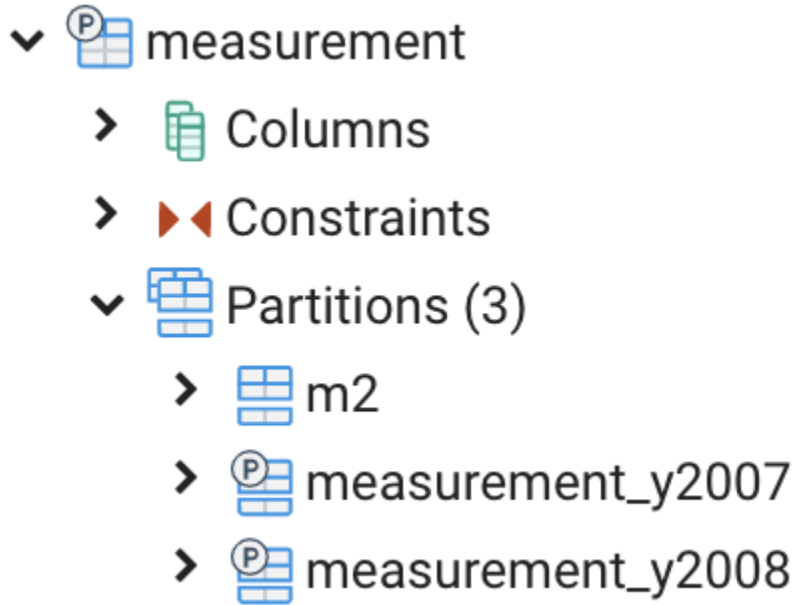 P measurement
Columns
Constraints
Partitions (3)
m2
P measurement_y2007
P measurement_y2008